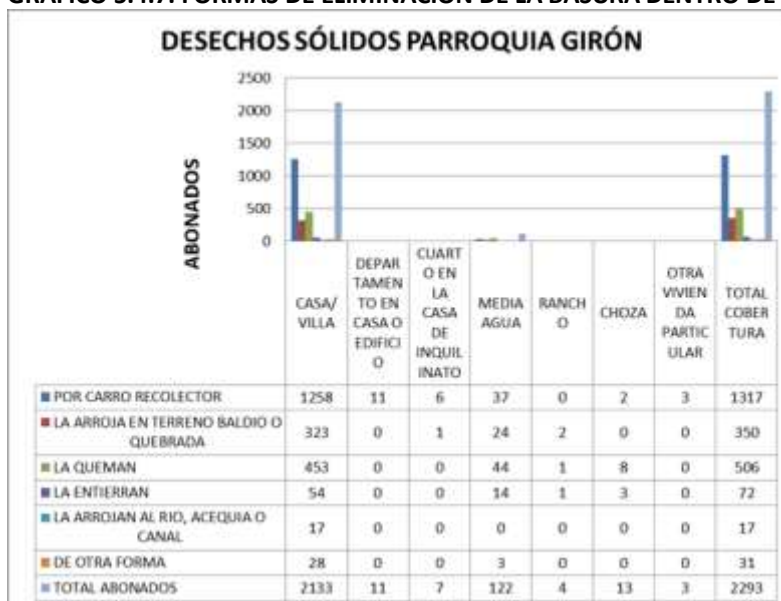 DESECHOS SÓLIDOS PARROQUIA GIRÓN
ABONADOS
2500
2000
1500
1000
500
0
CASA/
VILLA
DEPAR
TAMEN
TO EN
CASA O
EDIFICI
O
CUART
O EN
LA
CASA
DE
INQUIL
INATO
MEDIA
AGUA
RANCH
O
CHOZA
OTRA
VIVIEN
DA
PARTIC
ULAR
TOTAL
COBER
TURA
POR CARRO RECOLECTOR 1258 11 6 37 0 2 3 1317
LA ARROJA EN TERRENO BALDIO O
QUEBRADA 323 0 1 24 2 0 0 350
LA QUEMAN 453 0 0 44 1 8 0 506
LA ENTIERRAN 54 0 0 14 1 3 0 72
LA ARROJAN AL RIO, ACEQUIA O
CANAL 17 0 0 0 0 0 0 17
DE OTRA FORMA 28 0 0 3 0 0 0 31
TOTAL ABONADOS 2133 11 7 122 4 13 3 2293